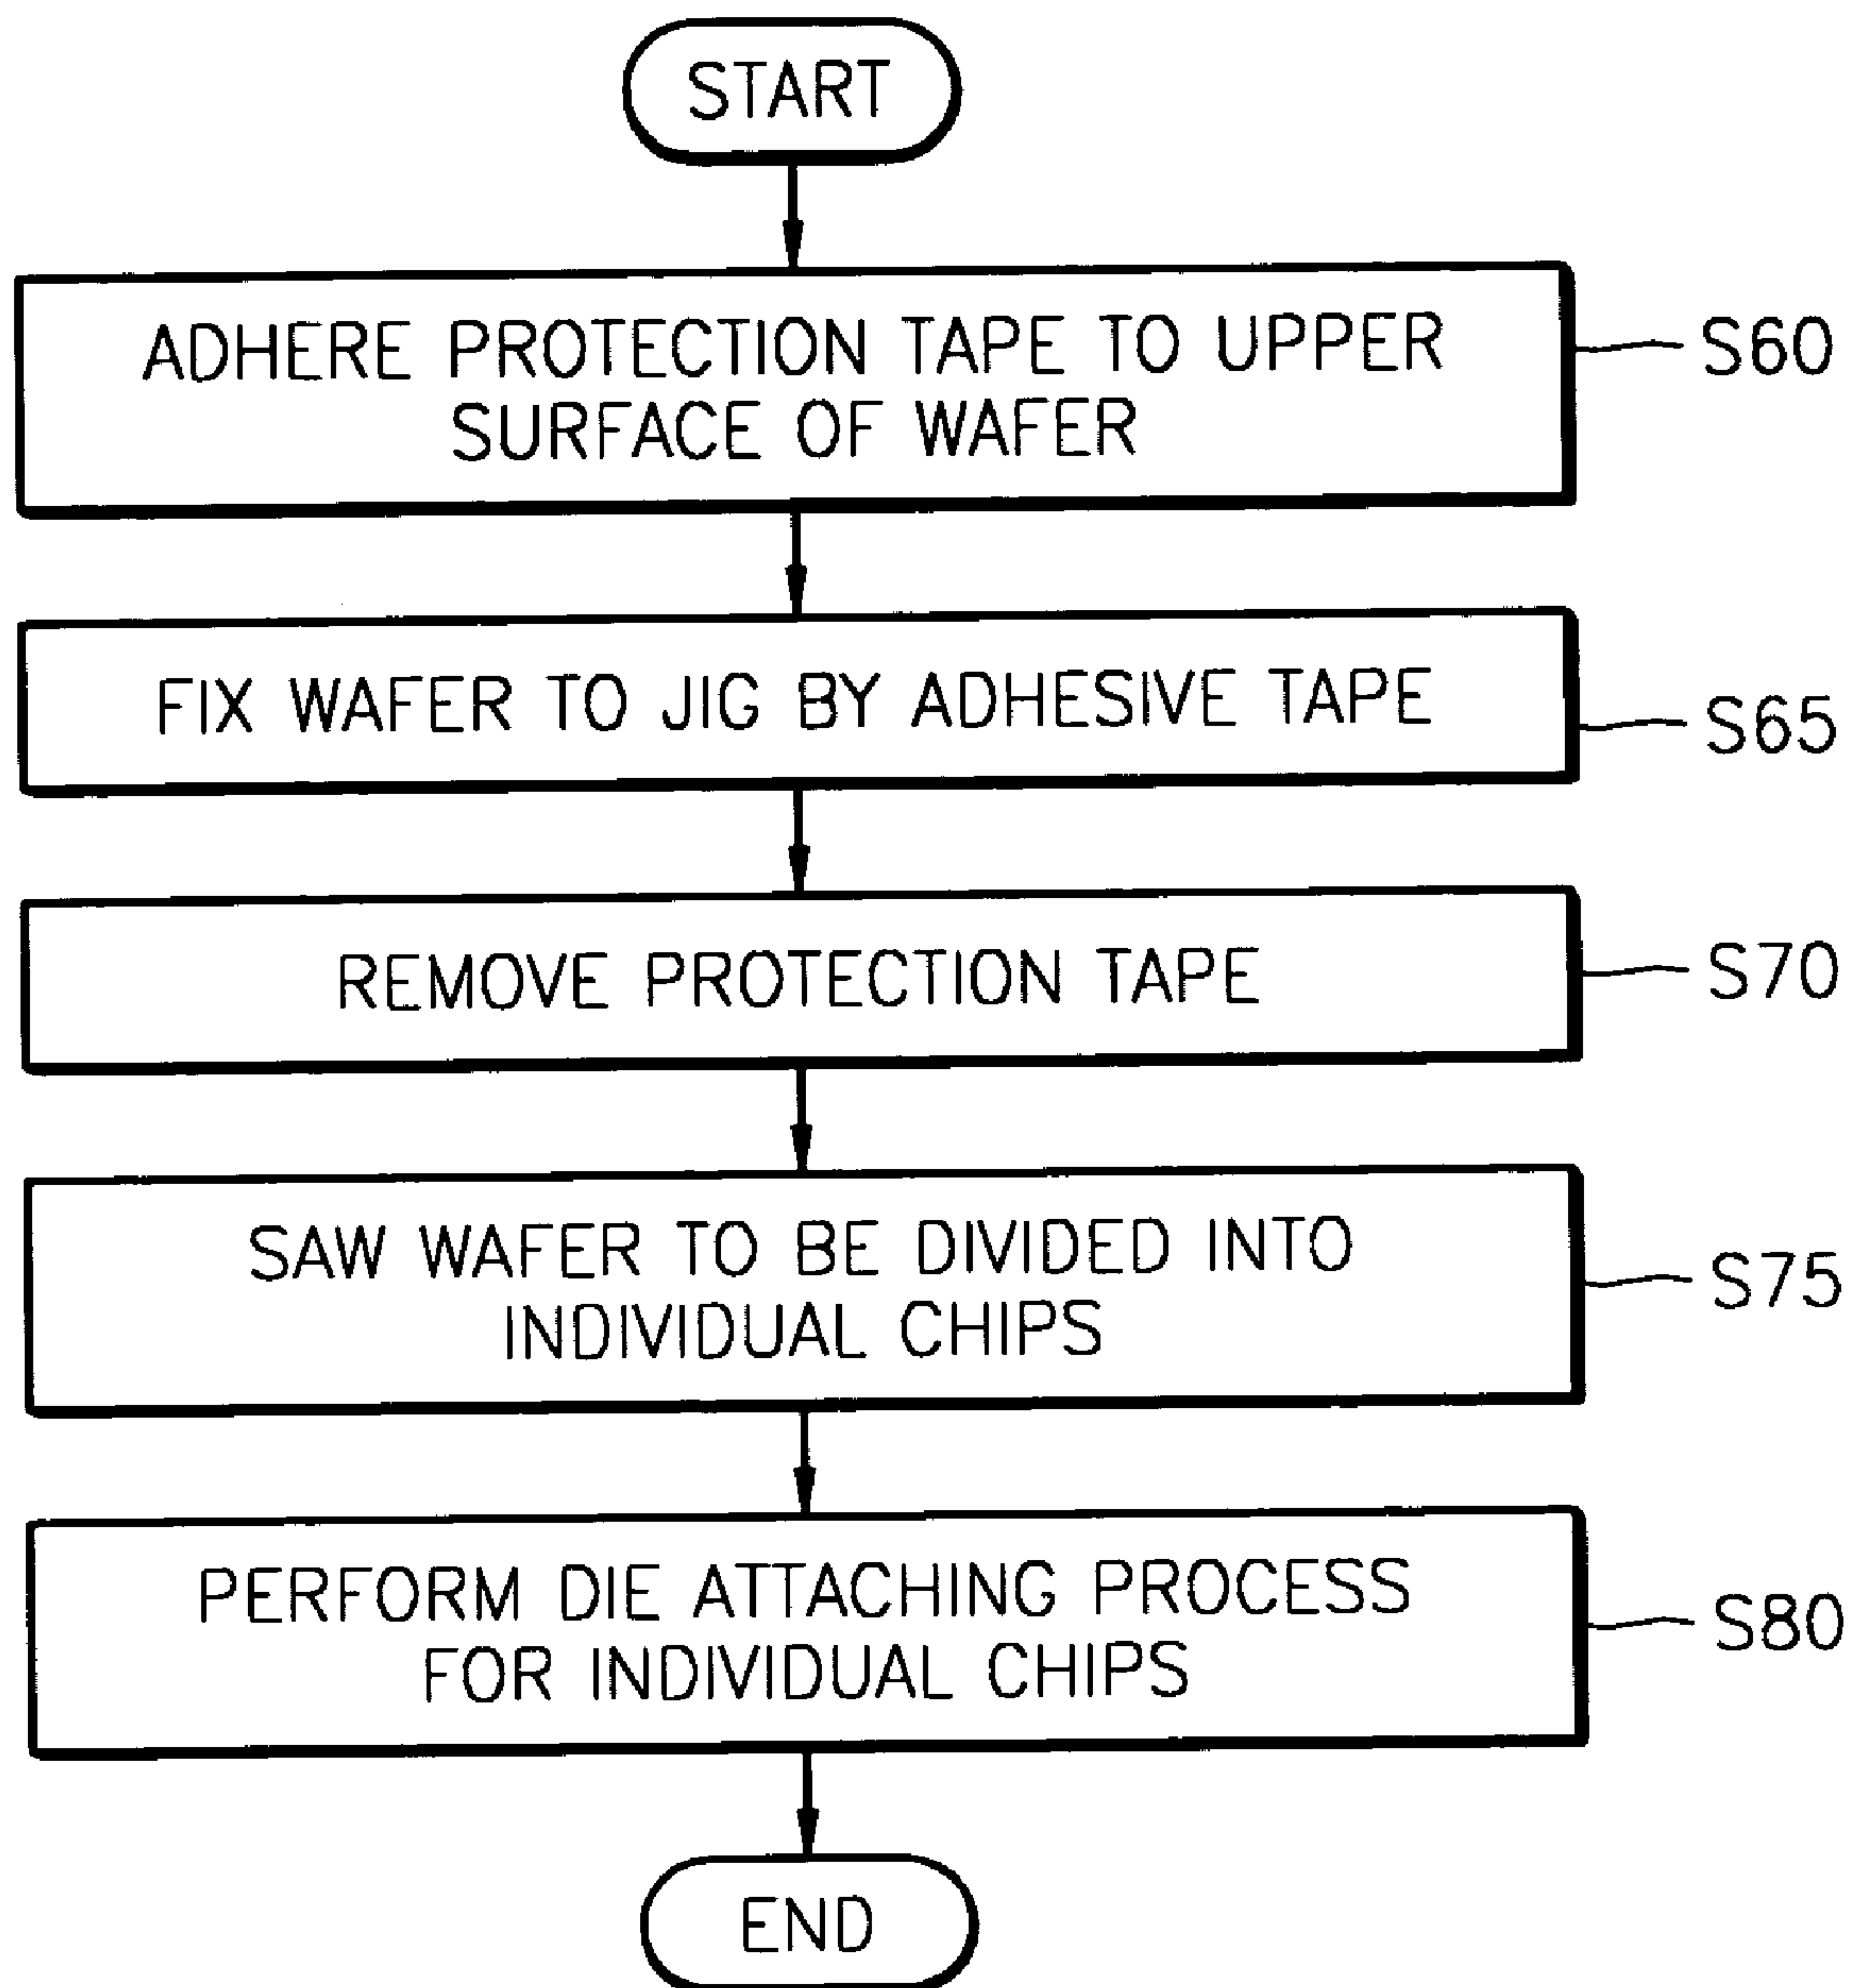 START
ADHERE PROTECTION TAPE TO UPPER
SURFACE OF WAFER
S60
FIX WAFER TO JIG BY ADHESIVE TAPE
S65
REMOVE PROTECTION TAPE
S70
SAW WAFER TO BE DIVIDED INTO
INDIVIDUAL CHIPS
S75
PERFORM DIE ATTACHING PROCESS
FOR INDIVIDUAL CHIPS
S80
END